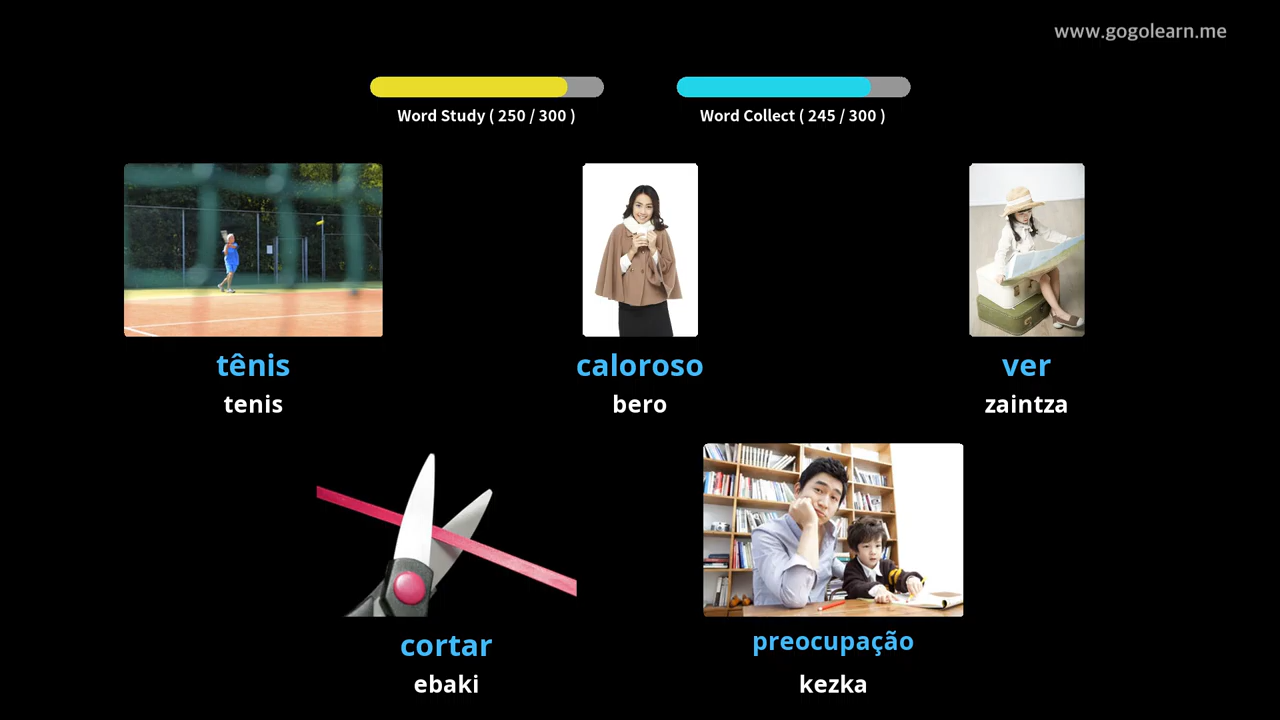 www.gogolearn.me
Word Study ( 250 / 300 )
Word Collect ( 245 / 300 )
tênis
caloroso
ver
tenis
bero
zaintza
cortar
preocupação
ebaki
kezka